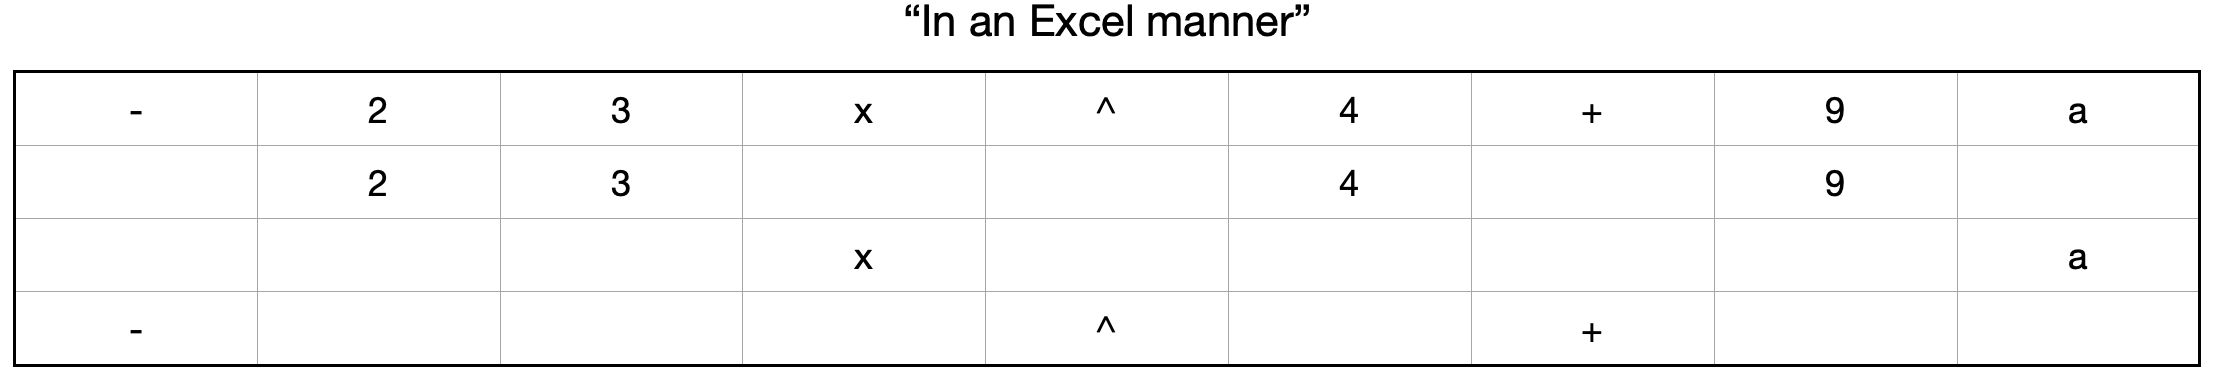 “In an Excel manner”
- 2 3 x ^ 4 + 9 a
2 3 4 9
x a
- ^ +